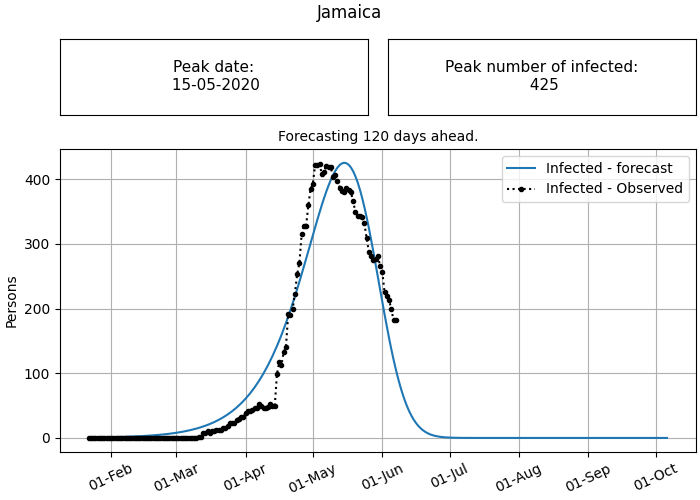 Jamaica
Peak date:
15-05-2020
Peak number of infected:
425
Forecasting 120 days ahead.
Infected - forecast
Infected - Observed
Persons
400
300
200
100
0
01-Feb
01-Mar
01-Apr
01-May
01-Jun
01-Jul
01-Aug
01-Sep
01-Oct